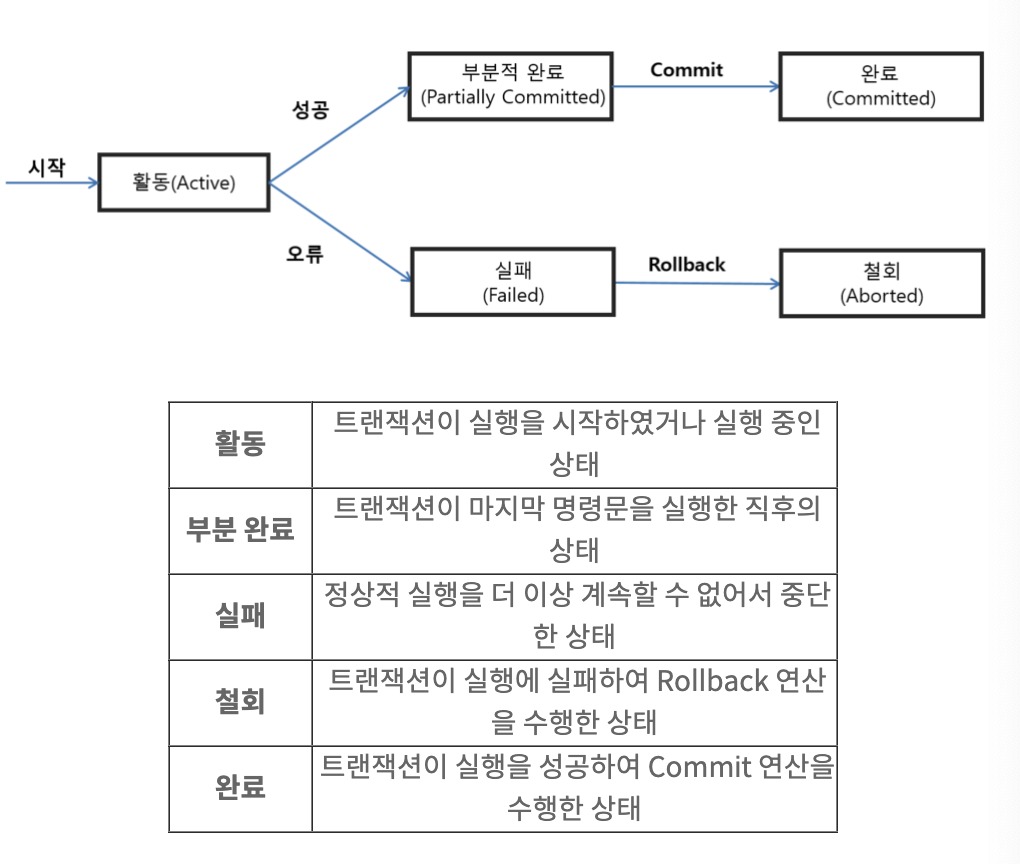 시작
활동(Active)
성공
오류
부분적 완료
(Partially Committed)
Commit
완료
(Committed)
실패
(Failed)
Rollback
철회
(Aborted)
활동
트랜잭션이 실행을 시작하였거나 실행 중인
상태
부분 완료
트랜잭션이 마지막 명령문을 실행한 직후의
상태
실패
정상적 실행을 더 이상 계속할 수 없어서 중단
한 상태
철회
트랜잭션이 실행에 실패하여 Rollback 연산
을 수행한 상태
완료
트랜잭션이 실행을 성공하여 Commit 연산을
수행한 상태